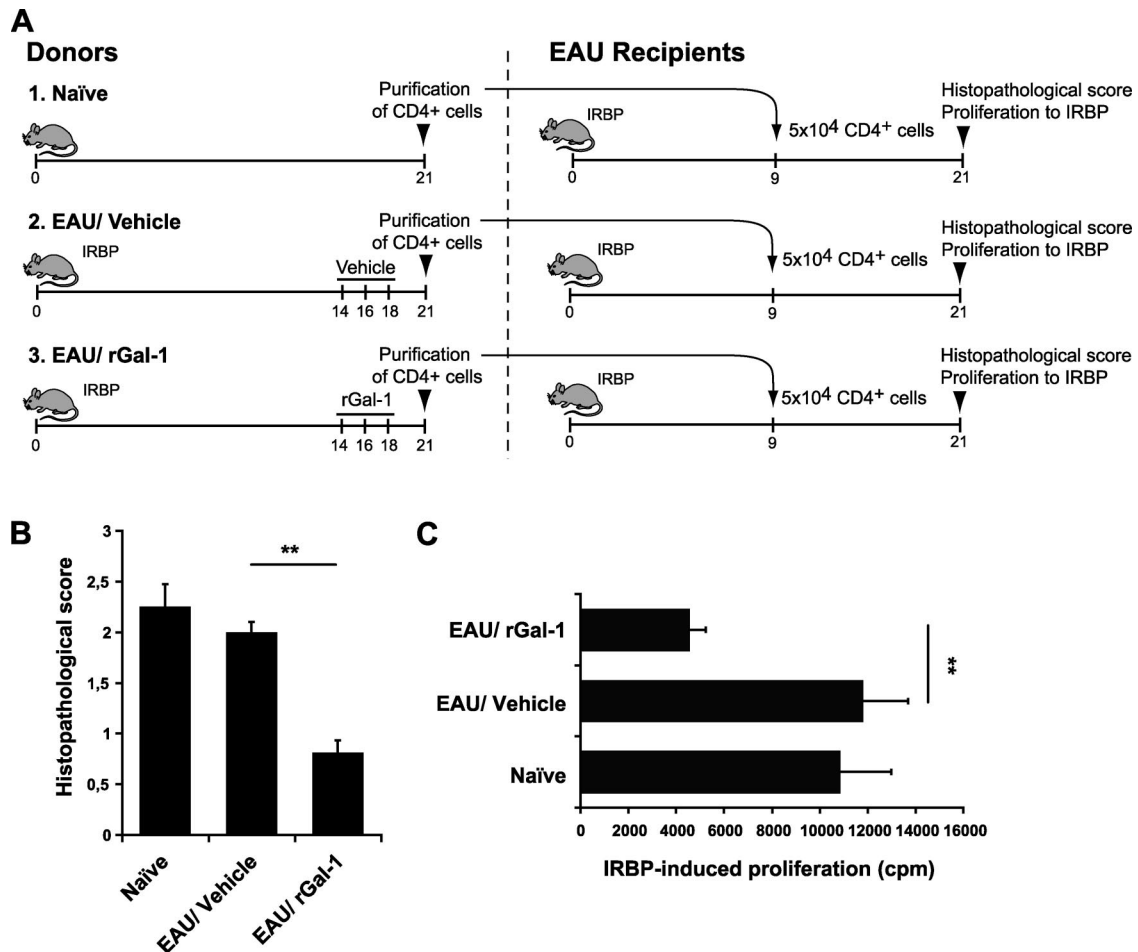 A
Donors
EAU Recipients
1. Naïve
Purification
of CD4+ cells
0
21
IRBP
5x10⁴ CD4⁺ cells
Histopathological score
Proliferation to IRBP
0
9
21
2. EAU/ Vehicle
IRBP
Vehicle
Purification
of CD4+ cells
0
14 16 18 21
IRBP
5x10⁴ CD4⁺ cells
Histopathological score
Proliferation to IRBP
0
9
21
3. EAU/ rGal-1
IRBP
rGal-1
Purification
of CD4+ cells
0
14 16 18 21
IRBP
5x10⁴ CD4⁺ cells
Histopathological score
Proliferation to IRBP
0
9
21
B
Histopathological score
3
2,5
2
1,5
1
0,5
0
**
Naïve
EAU/ Vehicle
EAU/ rGal-1
C
EAU/ rGal-1
EAU/ Vehicle
Naïve
**
0 2000 4000 6000 8000 10000 12000 14000 16000
IRBP-induced proliferation (cpm)